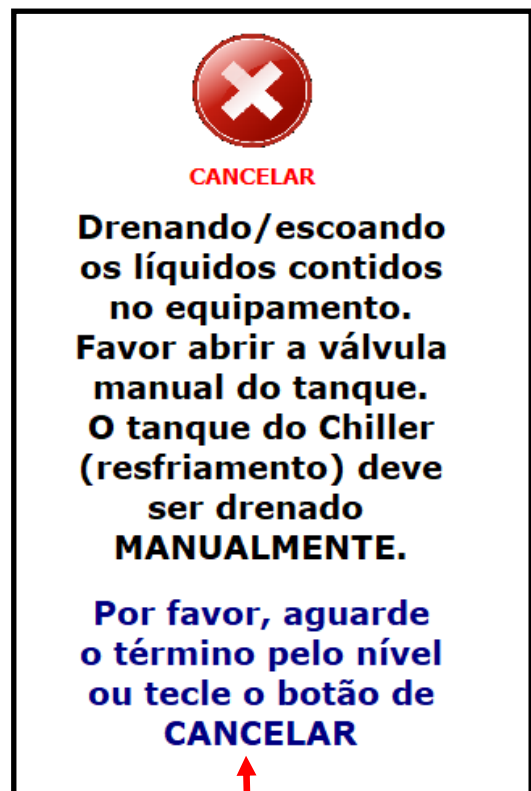 CANCELAR
Drenando/escoando
os líquidos contidos
no equipamento.
Favor abrir a válvula
manual do tanque.
O tanque do Chiller
(resfriamento) deve
ser drenado
MANUALMENTE.
Por favor, aguarde
o término pelo nível
ou tecle o botão de
CANCELAR